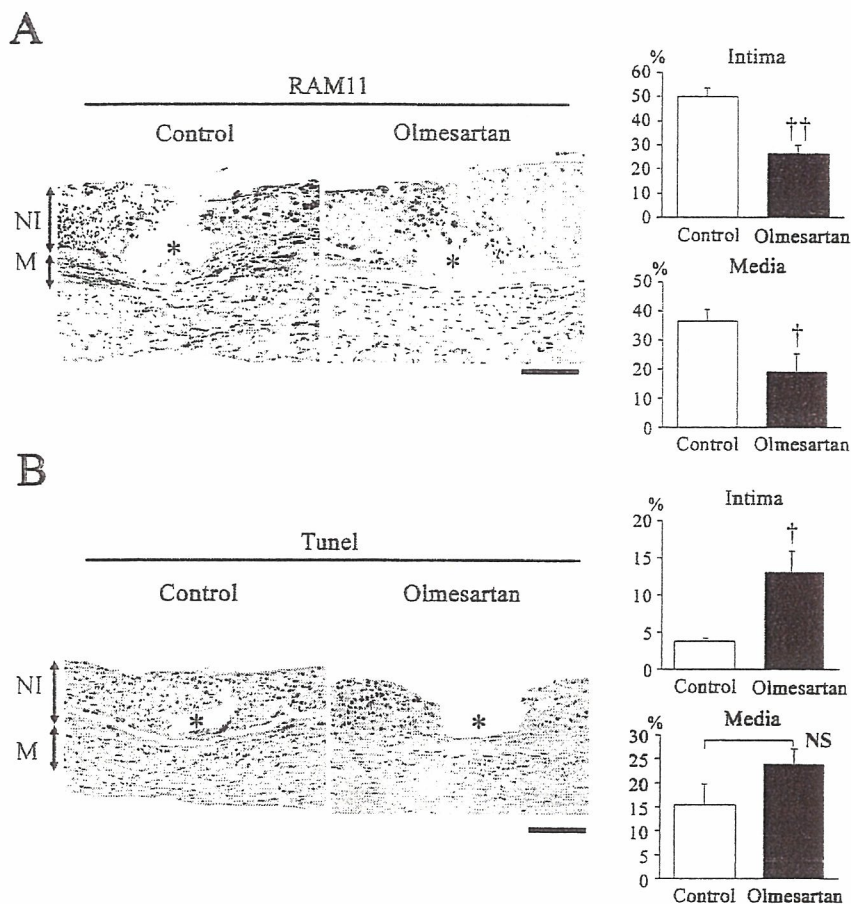 A
RAM11
Control Olmesartan
NI
M
*
*
% Intima
60
50
40
30
20
10
0
††
Control Olmesartan
% Media
50
40
30
20
10
0
†
Control Olmesartan
B
Tunel
Control Olmesartan
NI
M
*
*
% Intima
20
15
10
5
0
†
Control Olmesartan
% Media
30
25
20
15
15
5
0
NS
Control Olmesartan